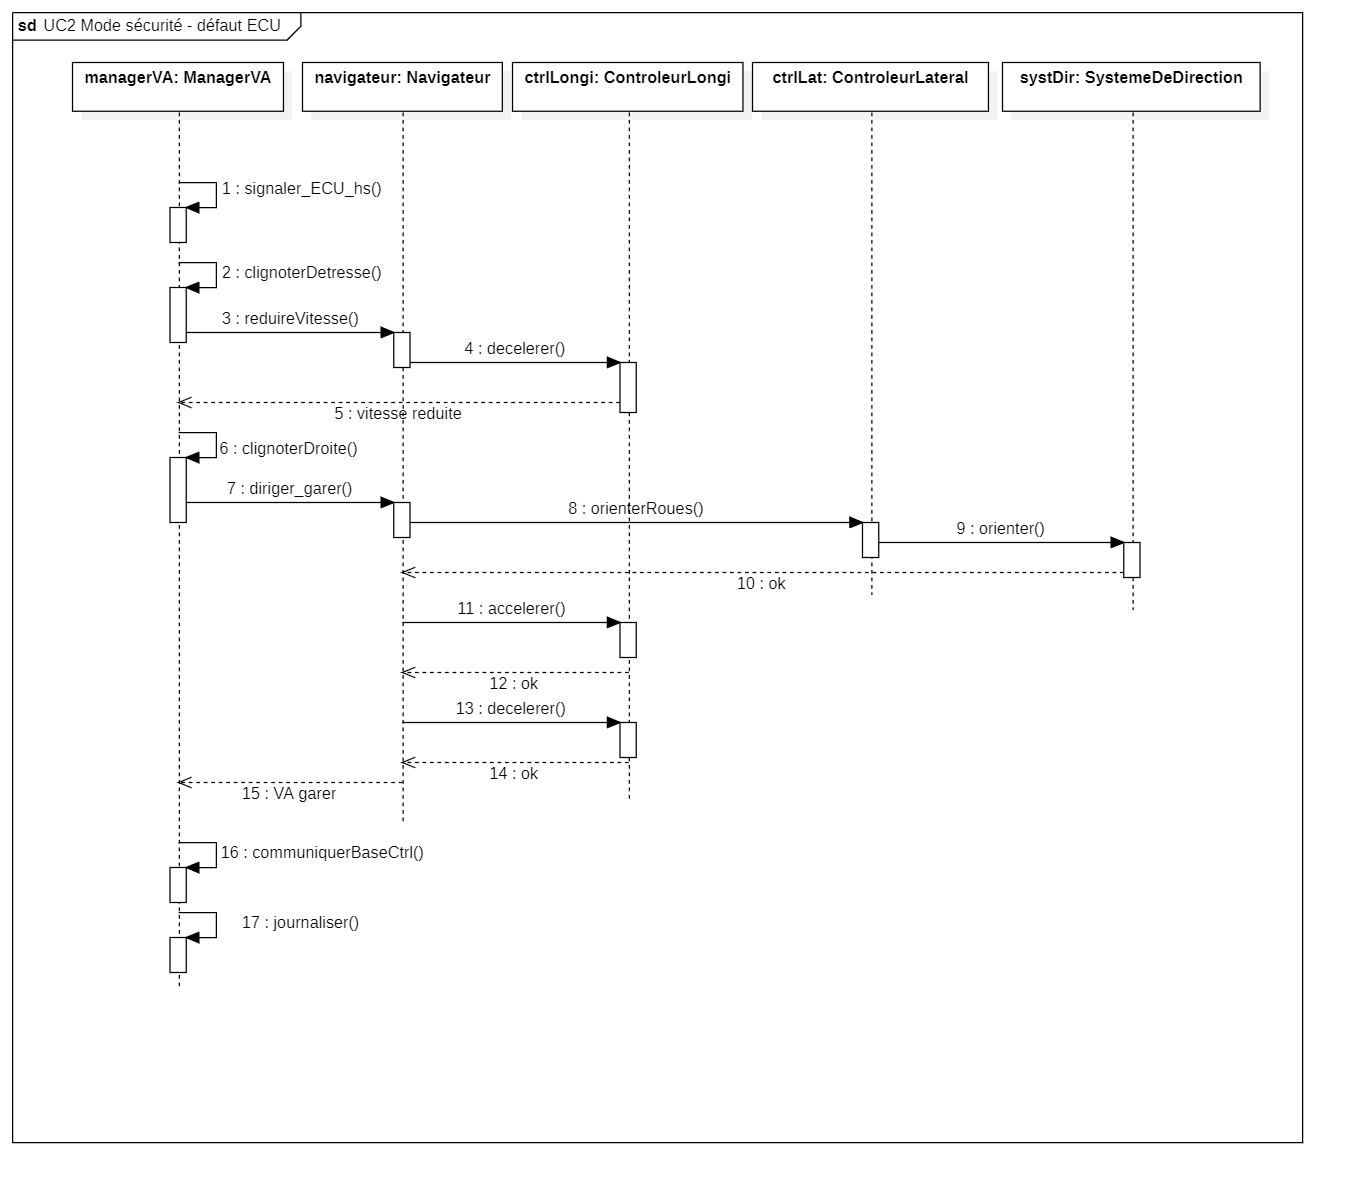 sd UC2 Mode sécurité - défaut ECU
managerVA: ManagerVA
navigateur: Navigateur
ctrlLongi: ControleurLongi
ctrlLat: ControleurLateral
systDir: SystemeDeDirection
1 : signaler_ECU_hs()
2 : clignoterDetresse()
3 : reduireVitesse()
4 : decelerer()
5 : vitesse reduite
6 : clignoterDroite()
7 : diriger_garer()
8 : orienterRoues()
9 : orienter()
10 : ok
11 : accelerer()
12 : ok
13 : decelerer()
14 : ok
15 : VA garer
16 : communiquerBaseCtrl()
17 : journaliser()